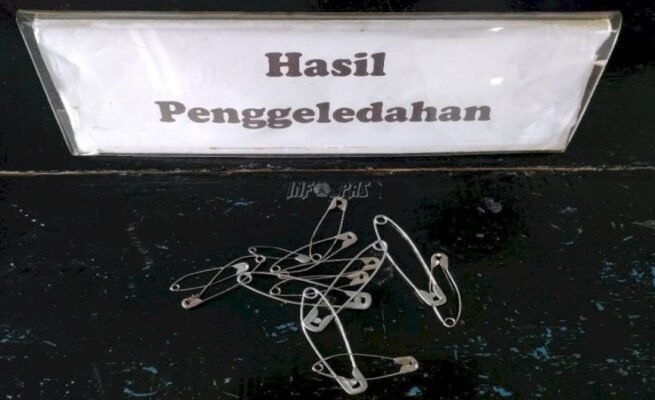 Hasil
Penggeledahan
INFO PAS